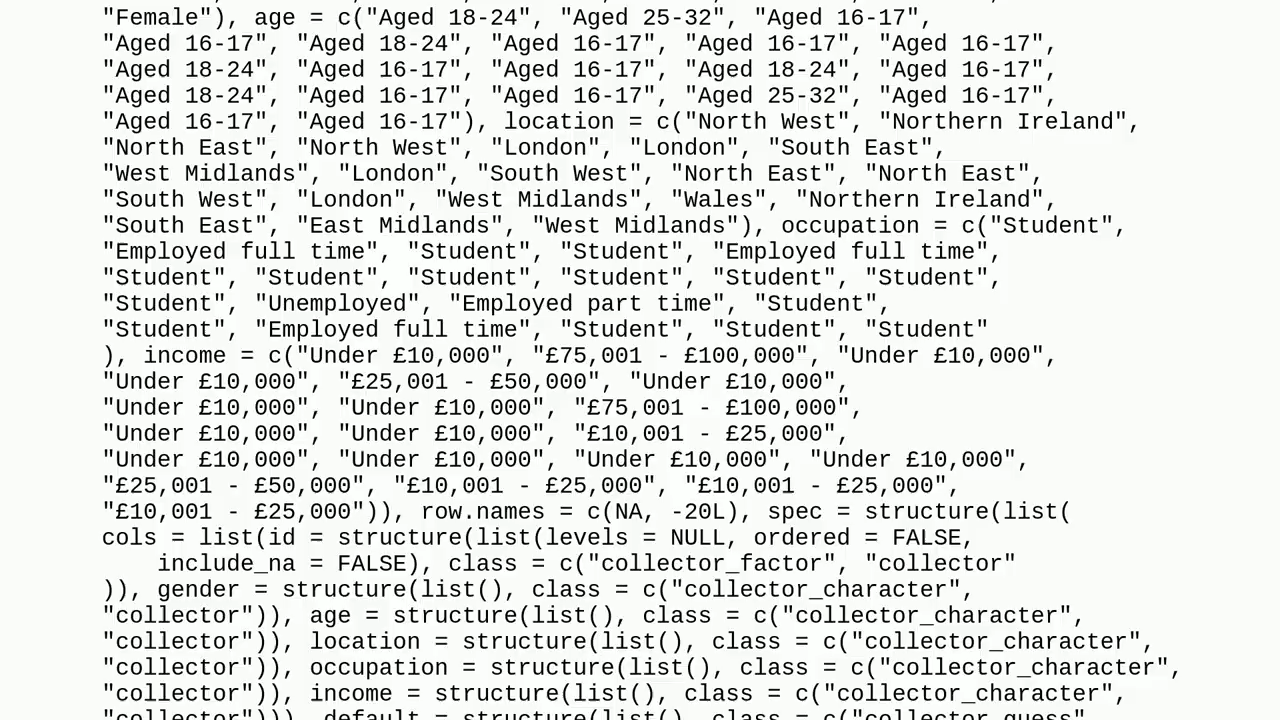 "Female"), age = c("Aged 18-24", "Aged 25-32", "Aged 16-17",
"Aged 16-17", "Aged 18-24", "Aged 16-17", "Aged 16-17", "Aged 16-17",
"Aged 18-24", "Aged 16-17", "Aged 16-17", "Aged 18-24", "Aged 16-17",
"Aged 18-24", "Aged 16-17", "Aged 16-17", "Aged 25-32", "Aged 16-17",
"Aged 16-17", "Aged 16-17"), location = c("North West", "Northern Ireland",
"North East", "North West", "London", "London", "South East",
"West Midlands", "London", "South West", "North East", "North East",
"South West", "London", "West Midlands", "Wales", "Northern Ireland",
"South East", "East Midlands", "West Midlands"), occupation = c("Student",
"Employed full time", "Student", "Student", "Employed full time",
"Student", "Student", "Student", "Student", "Student", "Student",
"Student", "Unemployed", "Employed part time", "Student",
"Student", "Employed full time", "Student", "Student", "Student"
), income = c("Under £10,000", "£75,001 - £100,000", "Under £10,000",
"Under £10,000", "£25,001 - £50,000", "Under £10,000",
"Under £10,000", "Under £10,000", "£75,001 - £100,000",
"Under £10,000", "Under £10,000", "£10,001 - £25,000",
"Under £10,000", "Under £10,000", "Under £10,000", "Under £10,000",
"£25,001 - £50,000", "£10,001 - £25,000", "£10,001 - £25,000",
"£10,001 - £25,000")), row.names = c(NA, -20L), spec = structure(list(
cols = list(id = structure(list(levels = NULL, ordered = FALSE,
    include_na = FALSE), class = c("collector_factor", "collector"
)), gender = structure(list(), class = c("collector_character",
"collector")), age = structure(list(), class = c("collector_character",
"collector")), location = structure(list(), class = c("collector_character",
"collector")), occupation = structure(list(), class = c("collector_character",
"collector")), income = structure(list(), class = c("collector_character",
"collector"))), default = structure(list(), class = c("collector_guess",